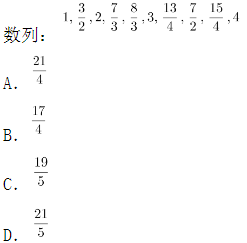 数列： 1, 3/2, 2, 7/3, 8/3, 3, 13/4, 7/2, 15/4, 4
A. 21/4
B. 17/4
C. 19/5
D. 21/5